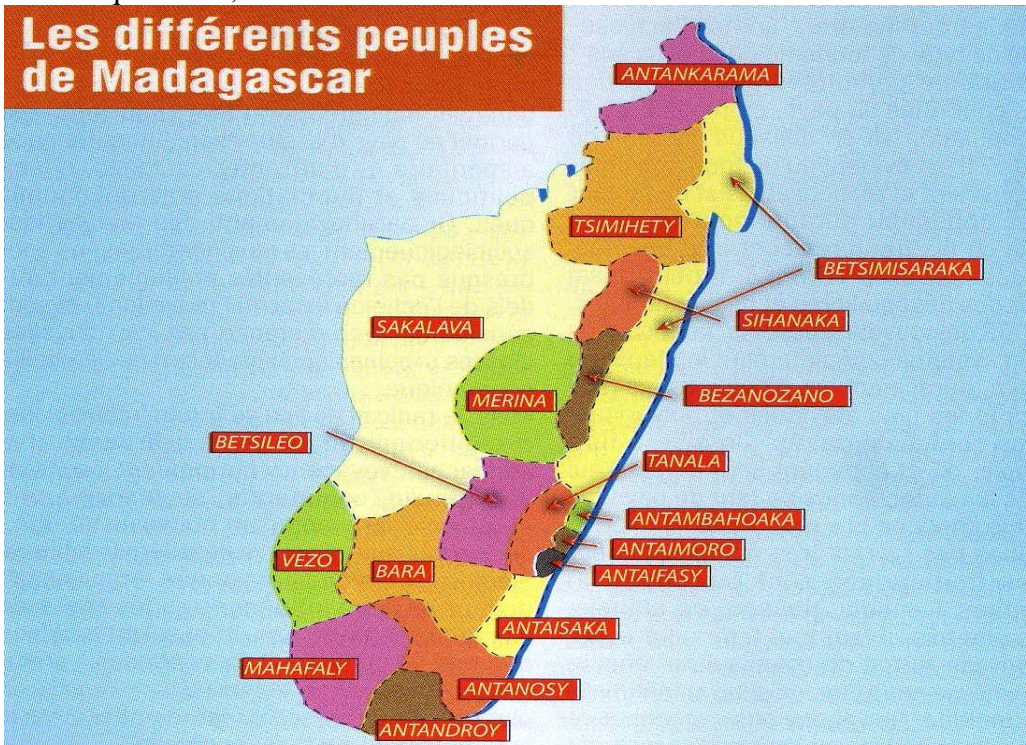 Les différents peuples
de Madagascar
ANTANKARAMA
TSIMIHETY
BETSIMISARAKA
SIHANAKA
SAKALAVA
MERINA
BEZANOZANO
BETSILEO
TANALA
ANTAMBAHOAKA
ANTAIMORO
VEZO
BARA
ANTAIFASY
ANTAISAKA
MAHAFALY
ANTANOSY
ANTANDROY